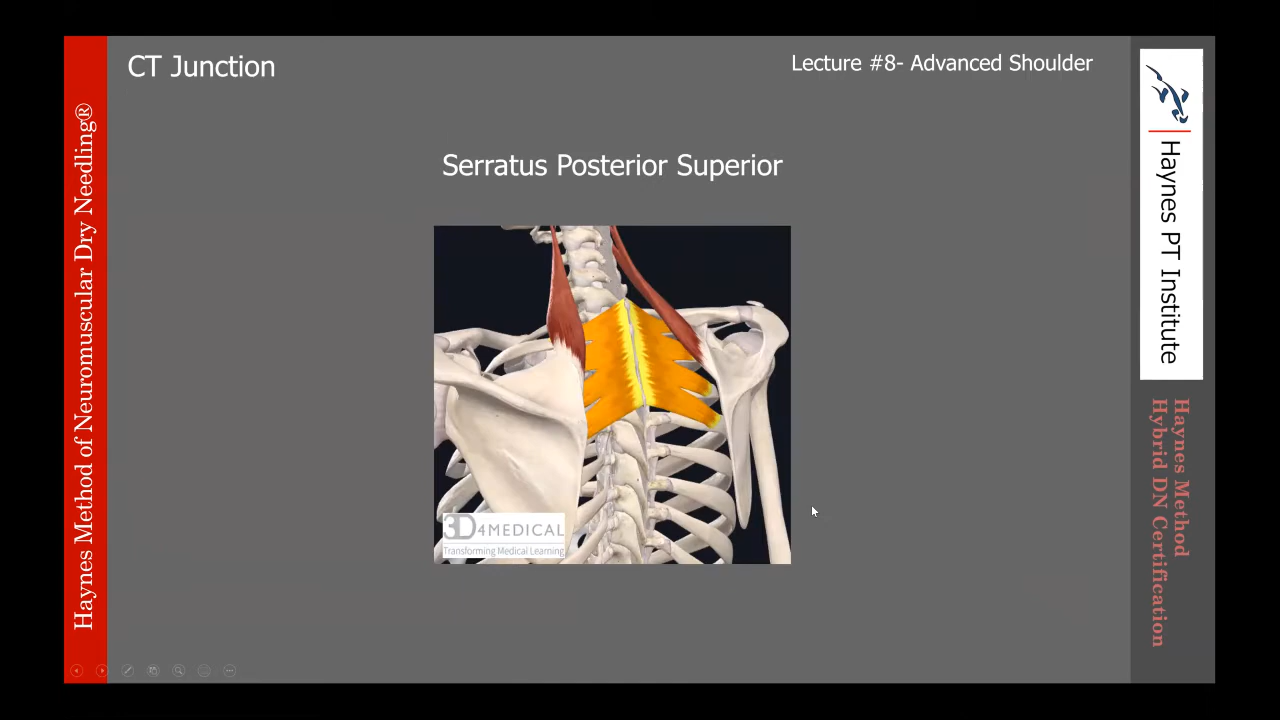 CT Junction
Lecture #8- Advanced Shoulder
Serratus Posterior Superior
3D4MEDICAL
Transforming Medical Learning
Haynes Method of Neuromuscular Dry Needling®
Haynes PT Institute
Haynes Method
Hybrid DN Certification